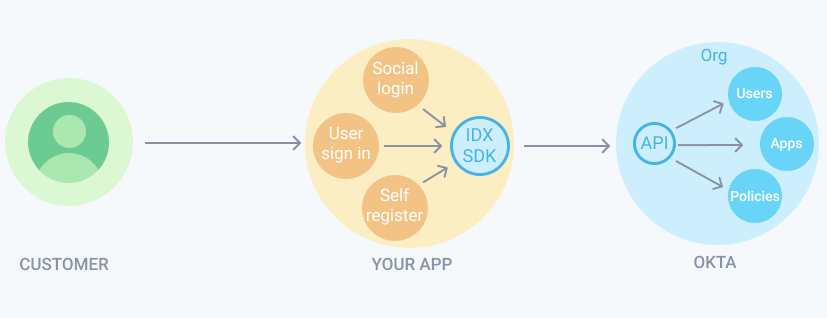 Social
login
User
sign in
Self
register
IDX
SDK
Org
API
Users
Apps
Policies
CUSTOMER
YOUR APP
OKTA